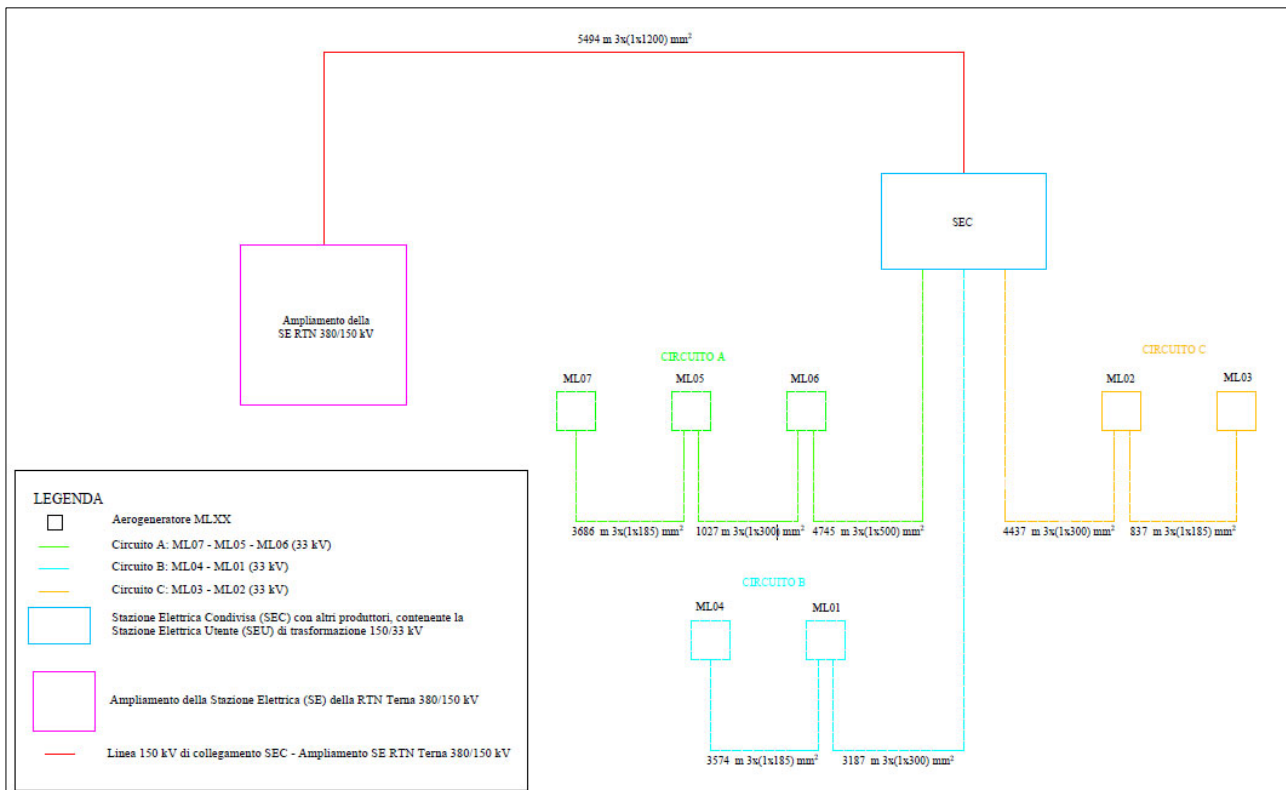 5494 m 3x(1x1200) mm²
SEC
Ampliamento della
SE RTN 380/150 kV
CIRCUITO A
CIRCUITO C
ML07
ML05
ML06
ML02
ML03
3686 m 3x(1x185) mm²
1027 m 3x(1x300) mm²
4745 m 3x(1x500) mm²
4437 m 3x(1x300) mm²
837 m 3x(1x185) mm²
CIRCUITO B
ML04
ML01
3574 m 3x(1x185) mm²
3187 m 3x(1x300) mm²
LEGENDA
Aerogeneratore MLXX
Circuito A: ML07 - ML05 - ML06 (33 kV)
Circuito B: ML04 - ML01 (33 kV)
Circuito C: ML03 - ML02 (33 kV)
Stazione Elettrica Condivisa (SEC) con altri produttori, contenente la
Stazione Elettrica Utente (SEU) di trasformazione 150/33 kV
Ampliamento della Stazione Elettrica (SE) della RTN Terna 380/150 kV
Linea 150 kV di collegamento SEC - Ampliamento SE RTN Terna 380/150 kV